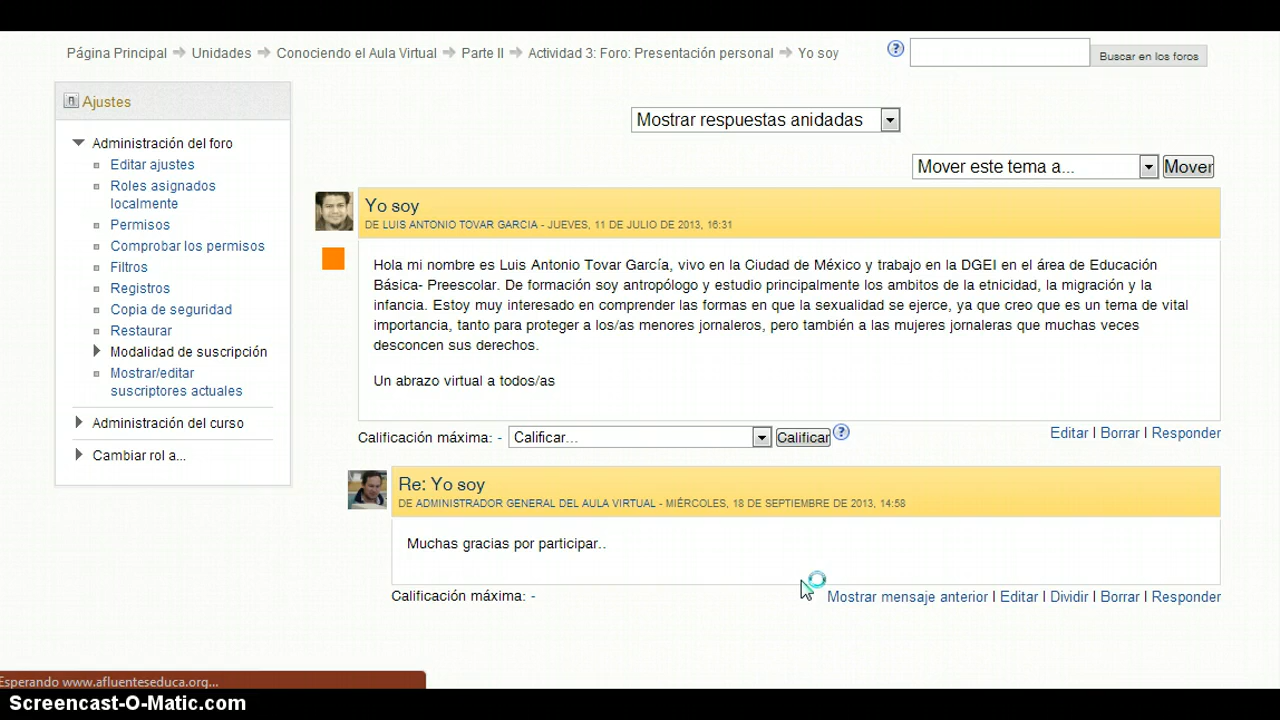 Página Principal ⇒ Unidades ⇒ Conociendo el Aula Virtual ⇒ Parte II ⇒ Actividad 3: Foro: Presentación personal ⇒ Yo soy
? Buscar en los foros
Ajustes
Administración del foro
Editar ajustes
Roles asignados
localmente
Permisos
Comprobar los permisos
Filtros
Registros
Copia de seguridad
Restaurar
Modalidad de suscripción
Mostrar/editar
suscriptores actuales
Administración del curso
Cambiar rol a...
Mostrar respuestas anidadas
Mover este tema a... Mover
Yo soy
DE LUIS ANTONIO TOVAR GARCIA - JUEVES, 11 DE JULIO DE 2013, 16:31
Hola mi nombre es Luis Antonio Tovar García, vivo en la Ciudad de México y trabajo en la DGEI en el área de Educación
Básica- Preescolar. De formación soy antropólogo y estudio principalmente los ambitos de la etnicidad, la migración y la
infancia. Estoy muy interesado en comprender las formas en que la sexualidad se ejerce, ya que creo que es un tema de vital
importancia, tanto para proteger a los/as menores jornaleros, pero también a las mujeres jornaleras que muchas veces
desconcen sus derechos.
Un abrazo virtual a todos/as
Calificación máxima: - Calificar... Calificar ?
Editar | Borrar | Responder
Re: Yo soy
DE ADMINISTRADOR GENERAL DEL AULA VIRTUAL - MIÉRCOLES, 18 DE SEPTIEMBRE DE 2013, 14:58
Muchas gracias por participar..
Calificación máxima: -
Mostrar mensaje anterior | Editar | Dividir | Borrar | Responder
Esperando www.afluenteseduca.org...
Screencast-O-Matic.com